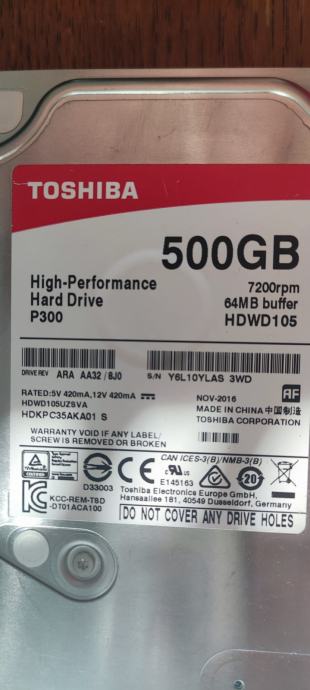 TOSHIBA
500GB
High-Performance
Hard Drive
P300
7200rpm
64MB buffer
HDWD105
DRIVE REV ARA AA32 / 8J0
S/N Y6L10YLAS 3WD
RATED:5V 420mA,12V 420mA
HDWD105UZSVA
HDKPC35AKA01 S
NOV-2016
MADE IN CHINA 中国制造
TOSHIBA CORPORATION
AF
WARRANTY VOID IF ANY LABEL/
SCREW IS REMOVED OR BROKEN
CAN ICES-3(B)/NMB-3(B)
D33003
E145163
20
KCC-REM-TSD
-DT01ACA100
Toshiba Electronics Europe GmbH,
Hansaallee 181, 40549 Dusseldorf, Germany
DO NOT COVER ANY DRIVE HOLES